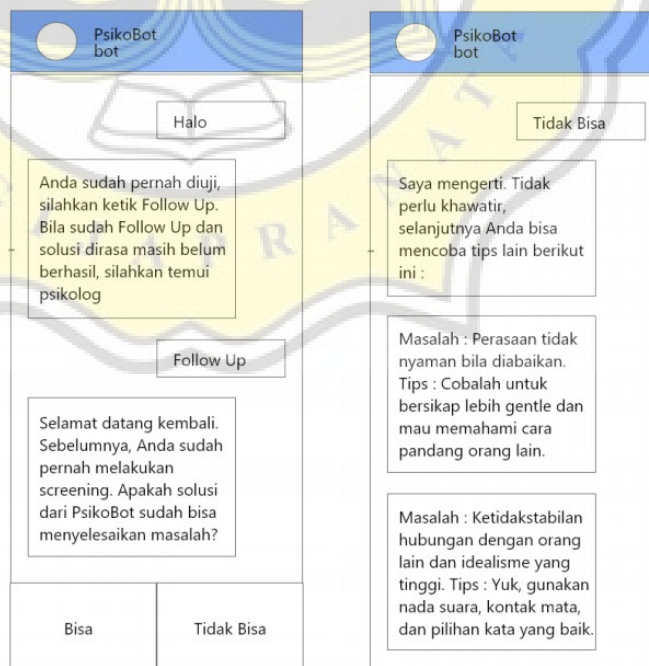 PsikoBot
bot
Halo
Anda sudah pernah diuji,
silahkan ketik Follow Up.
Bila sudah Follow Up dan
solusi dirasa masih belum
berhasil, silahkan temui
psikolog
Follow Up
Selamat datang kembali.
Sebelumnya, Anda sudah
pernah melakukan
screening. Apakah solusi
dari PsikoBot sudah bisa
menyelesaikan masalah?
Bisa
Tidak Bisa
PsikoBot
bot
Tidak Bisa
Saya mengerti. Tidak
perlu khawatir,
selanjutnya Anda bisa
mencoba tips lain berikut
ini :
Masalah : Perasaan tidak
nyaman bila diabaikan.
Tips : Cobalah untuk
bersikap lebih gentle dan
mau memahami cara
pandang orang lain.
Masalah : Ketidakstabilan
hubungan dengan orang
lain dan idealisme yang
tinggi. Tips : Yuk, gunakan
nada suara, kontak mata,
dan pilihan kata yang baik.